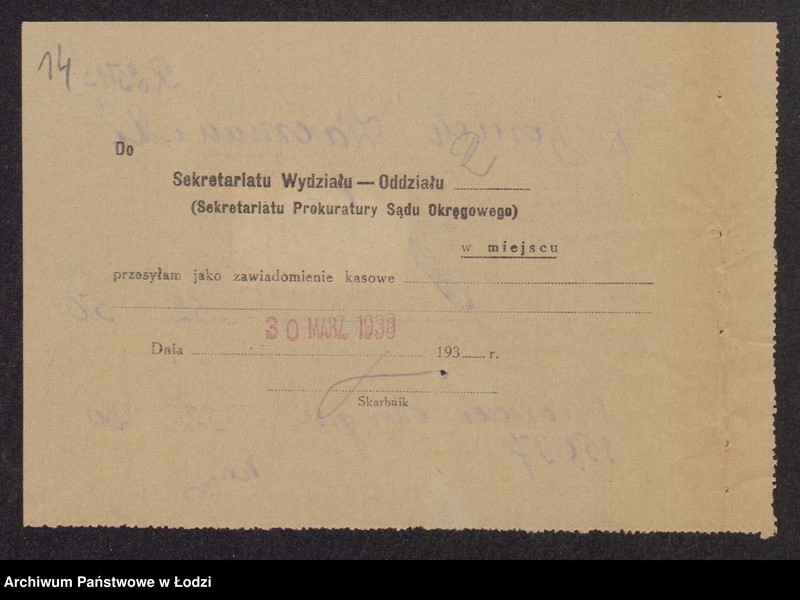 14
Do
Sekretariatu Wydziału — Oddziału
(Sekretariatu Prokuratury Sądu Okręgowego)
w miejscu
przesyłam jako zawiadomienie kasowe
30 MARZ 1939
Dnia 193 r.
Skarbnik
Archiwum Państwowe w Łodzi